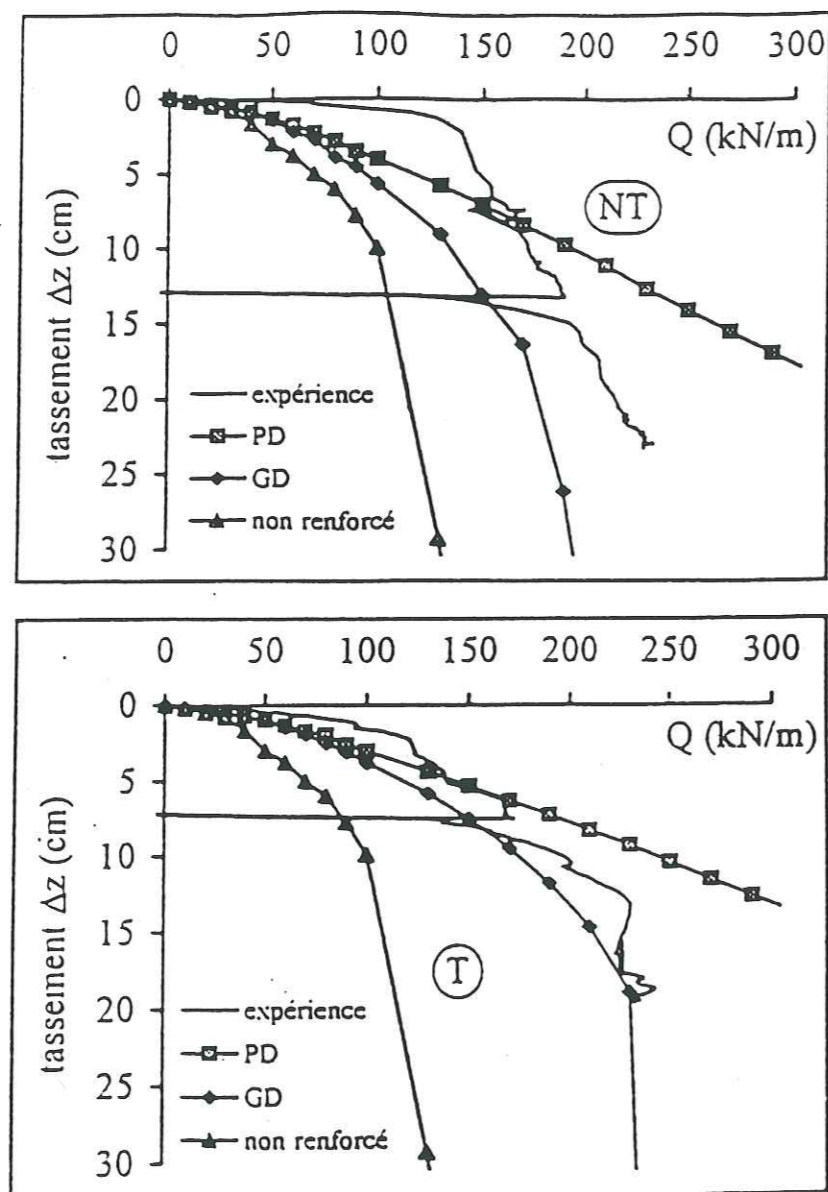 0 50 100 150 200 250 300
Q (kN/m)
tassement Δz (cm)
0
5
10
15
20
25
30
NT
expérience
PD
GD
non renforcé
0 50 100 150 200 250 300
Q (kN/m)
tassement Δz (cm)
0
5
10
15
20
25
30
T
expérience
PD
GD
non renforcé